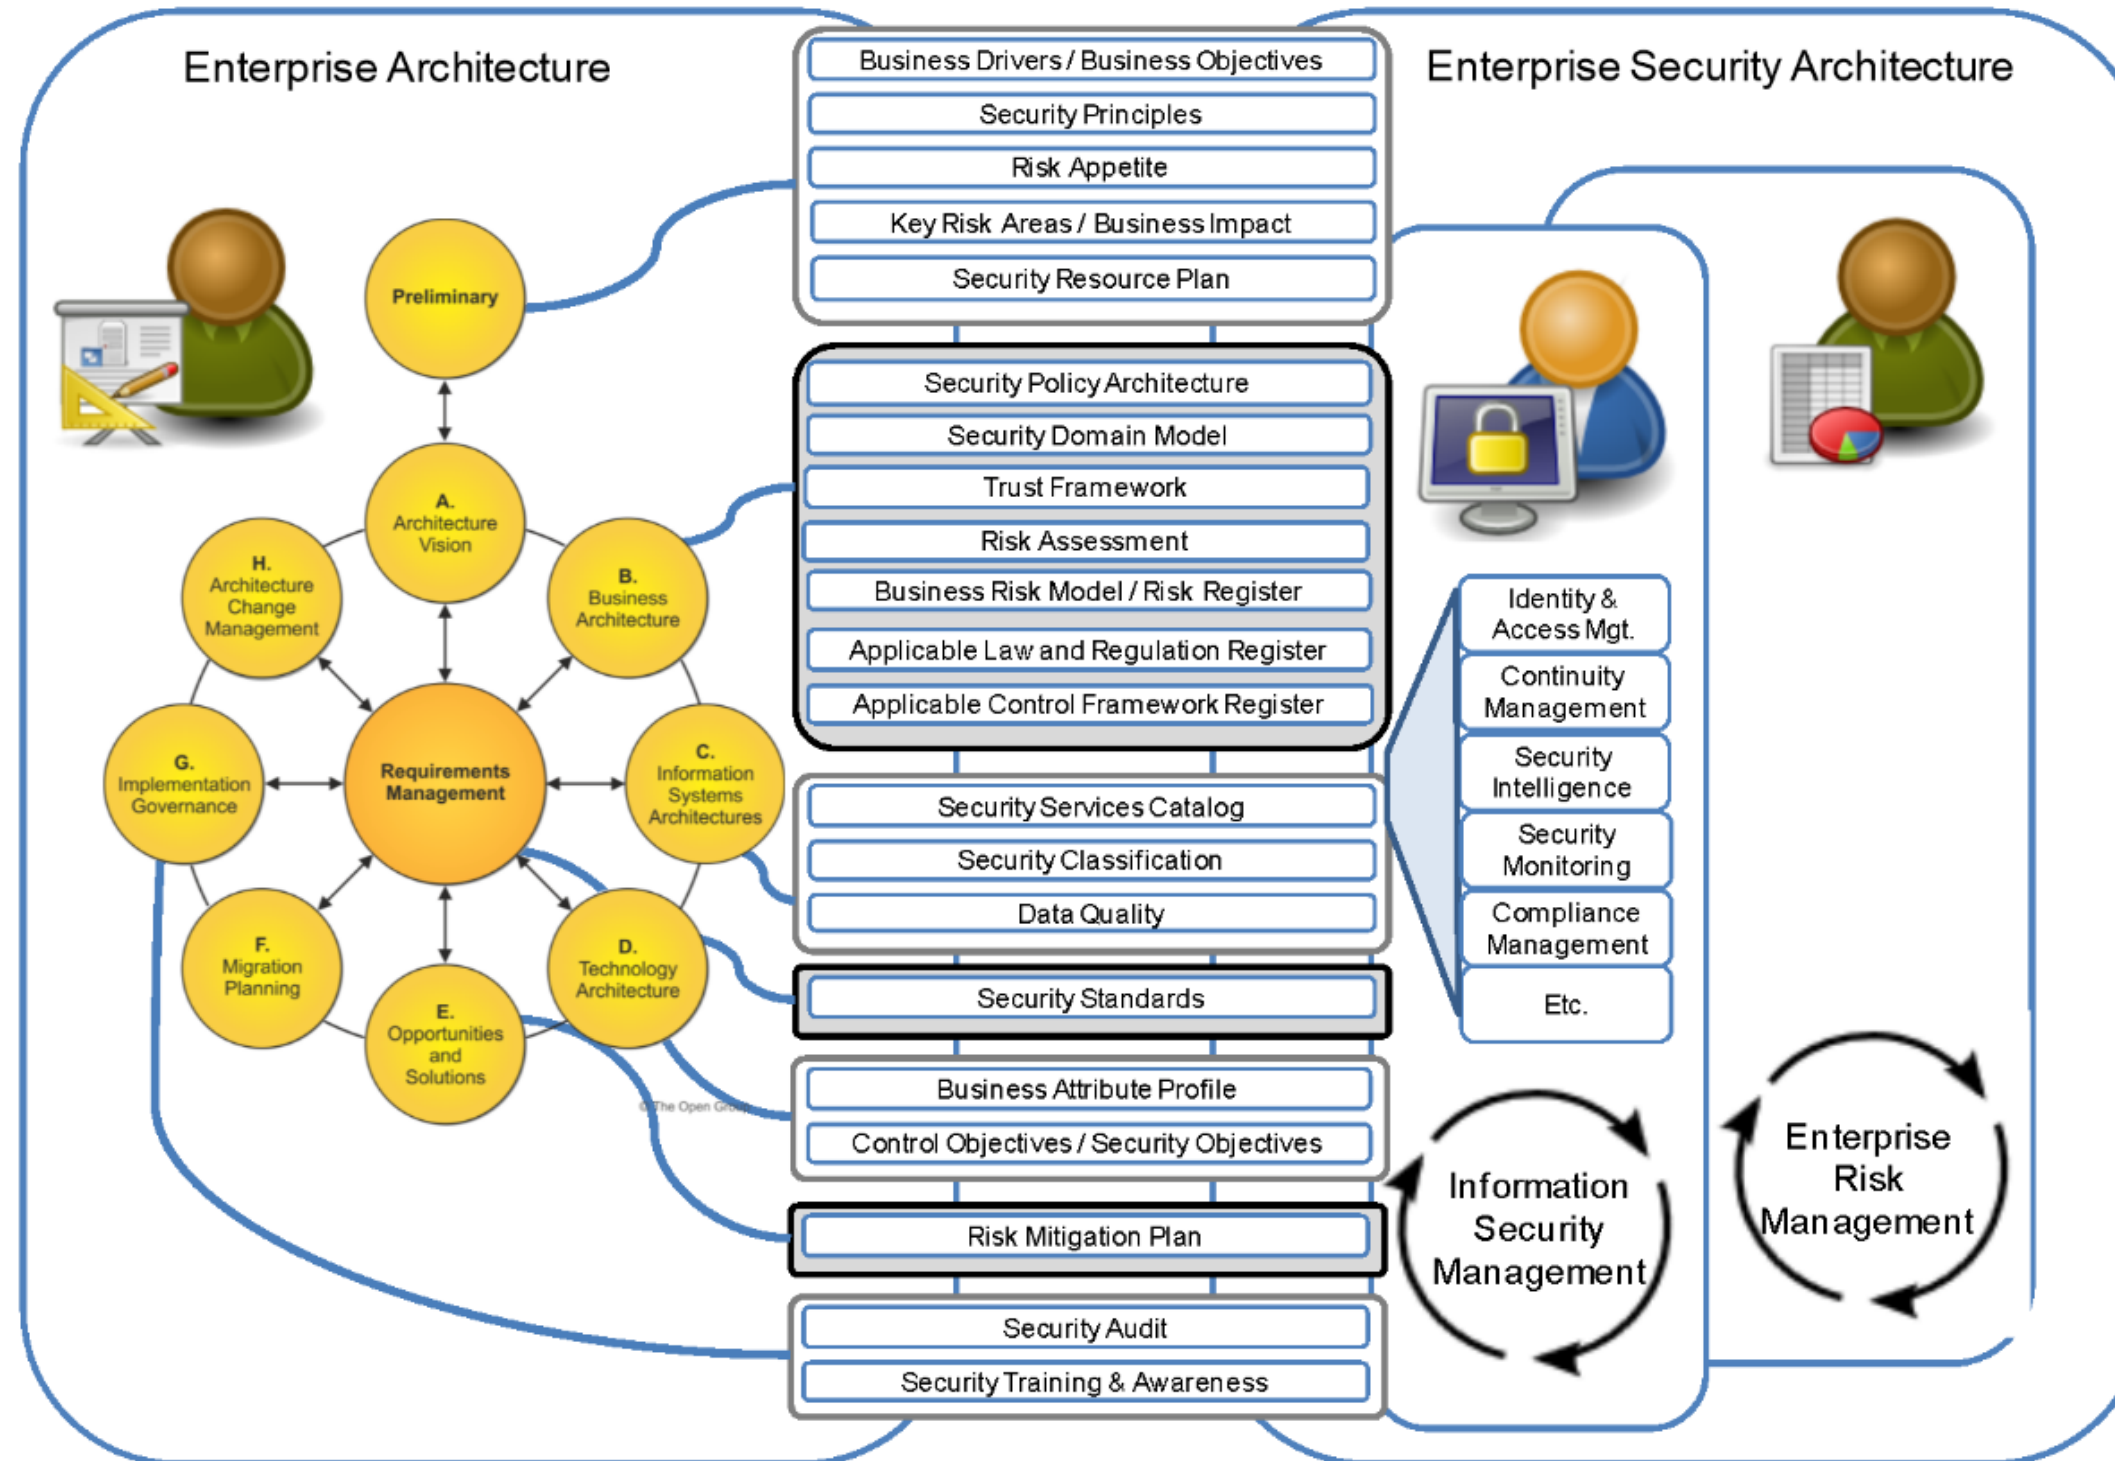 Enterprise Architecture
Enterprise Security Architecture
Business Drivers / Business Objectives
Security Principles
Risk Appetite
Key Risk Areas / Business Impact
Security Resource Plan
Security Policy Architecture
Security Domain Model
Trust Framework
Risk Assessment
Business Risk Model / Risk Register
Applicable Law and Regulation Register
Applicable Control Framework Register
Security Services Catalog
Security Classification
Data Quality
Security Standards
Business Attribute Profile
Control Objectives / Security Objectives
Risk Mitigation Plan
Security Audit
Security Training & Awareness
Preliminary
A.
Architecture
Vision
B.
Business
Architecture
C.
Information
Systems
Architectures
D.
Technology
Architecture
E.
Opportunities
and
Solutions
F.
Migration
Planning
G.
Implementation
Governance
H.
Architecture
Change
Management
Requirements
Management
© The Open Group
Identity &
Access Mgt.
Continuity
Management
Security
Intelligence
Security
Monitoring
Compliance
Management
Etc.
Information
Security
Management
Enterprise
Risk
Management